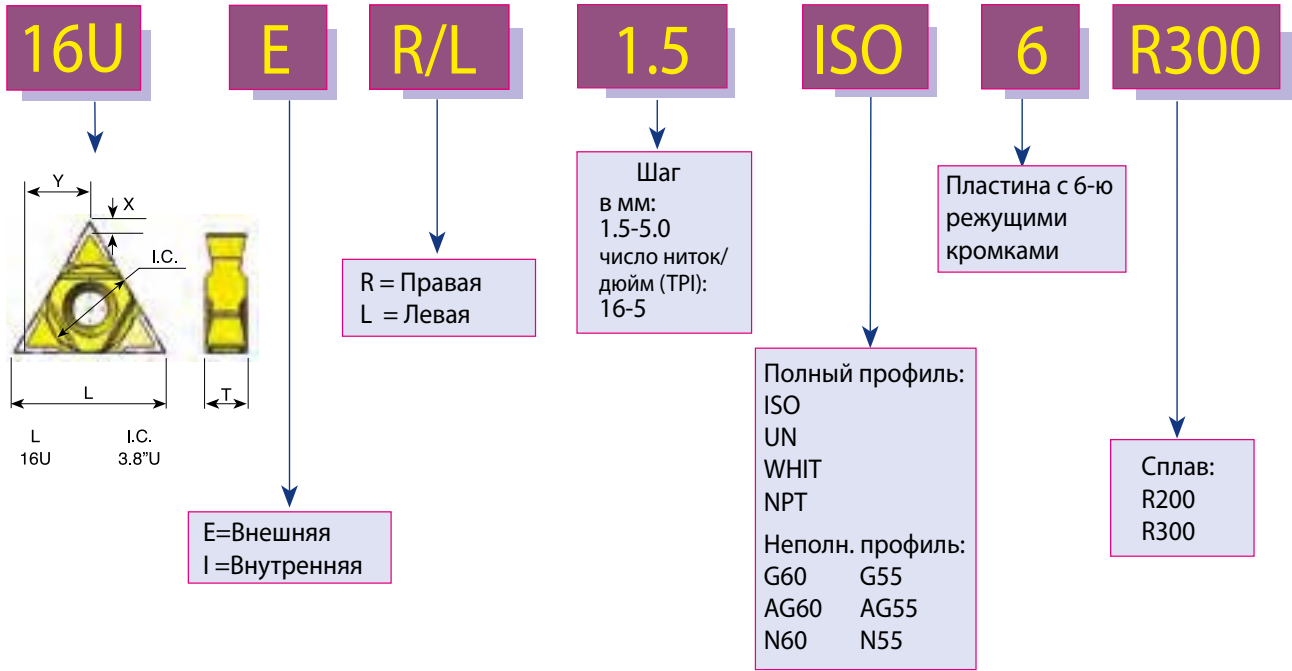 16U E R/L 1.5 ISO 6 R300
Y
X
I.C.
L
T
L I.C.
16U 3.8”U
E=Внешняя
I =Внутренняя
R = Правая
L = Левая
Шаг
в мм:
1.5-5.0
число ниток/
дюйм (TPI):
16-5
Полный профиль:
ISO
UN
WHIT
NPT
Неполн. профиль:
G60 G55
AG60 AG55
N60 N55
Пластина с 6-ю
режущими
кромками
Сплав:
R200
R300